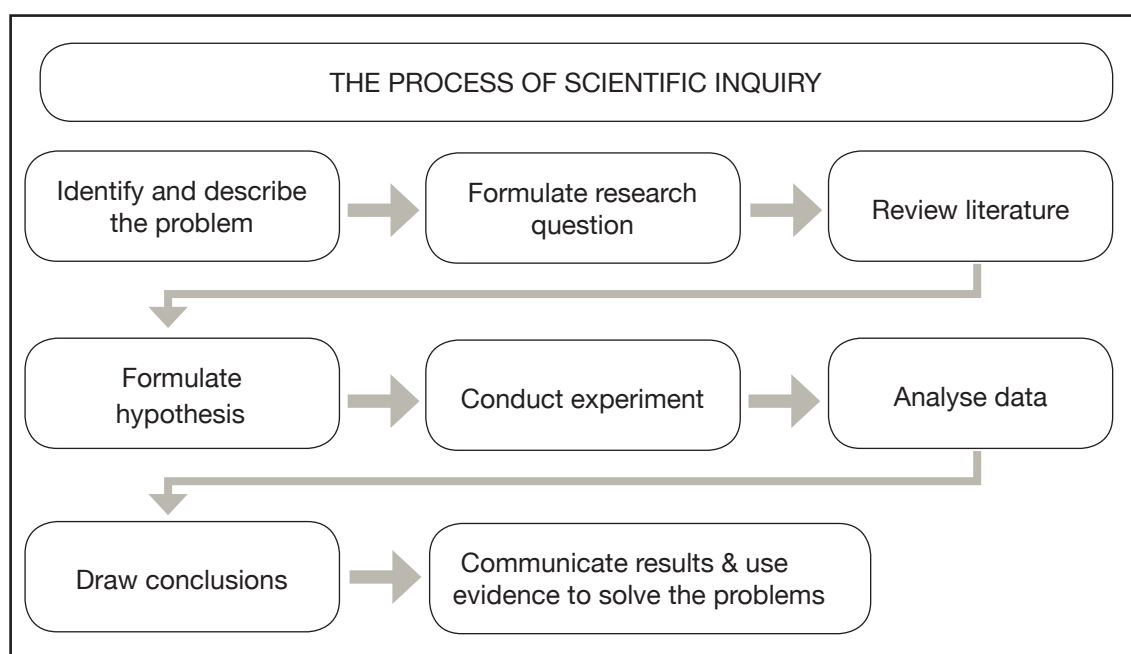 THE PROCESS OF SCIENTIFIC INQUIRY
Identify and describe
the problem
Formulate research
question
Review literature
Formulate
hypothesis
Conduct experiment
Analyse data
Draw conclusions
Communicate results & use
evidence to solve the problems